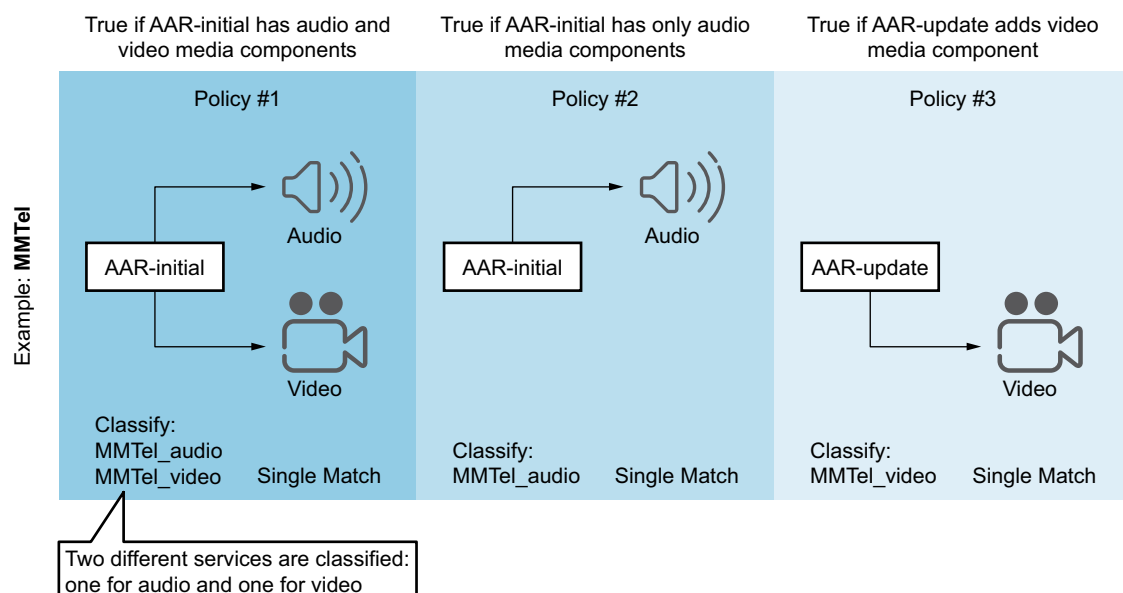 True if AAR-initial has audio and
video media components
True if AAR-initial has only audio
media components
True if AAR-update adds video
media component
Example: MMTel
Policy #1
AAR-initial
Audio
Video
Classify:
MMTel_audio
MMTel_video
Single Match
Policy #2
AAR-initial
Audio
Classify:
MMTel_audio
Single Match
Policy #3
AAR-update
Video
Classify:
MMTel_video
Single Match
Two different services are classified:
one for audio and one for video